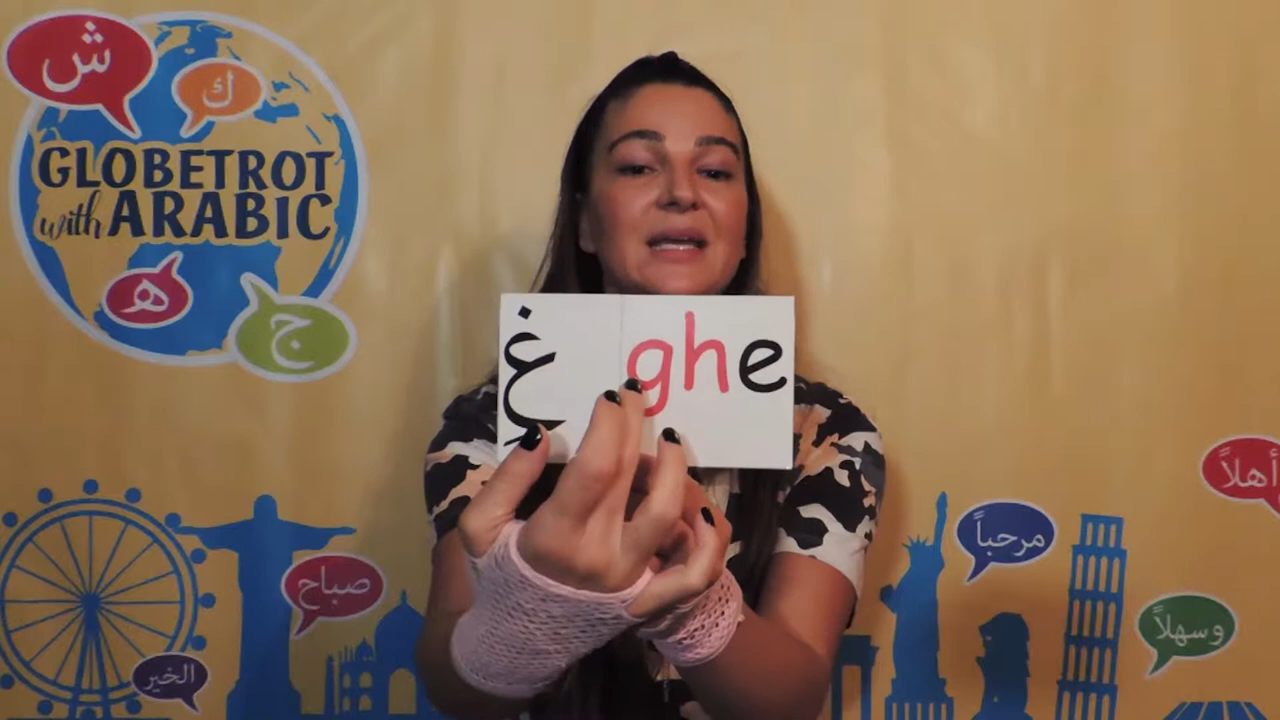 ش
ك
GLOBETROT
with ARABIC
ه
ج
غِ ghe
أهلاً
مرحباً
صباح
وسهلاً
الخير